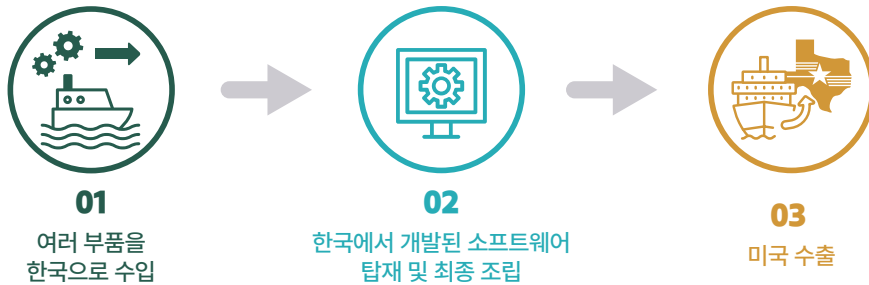 01
여러 부품을
한국으로 수입
02
한국에서 개발된 소프트웨어
탑재 및 최종 조립
03
미국 수출